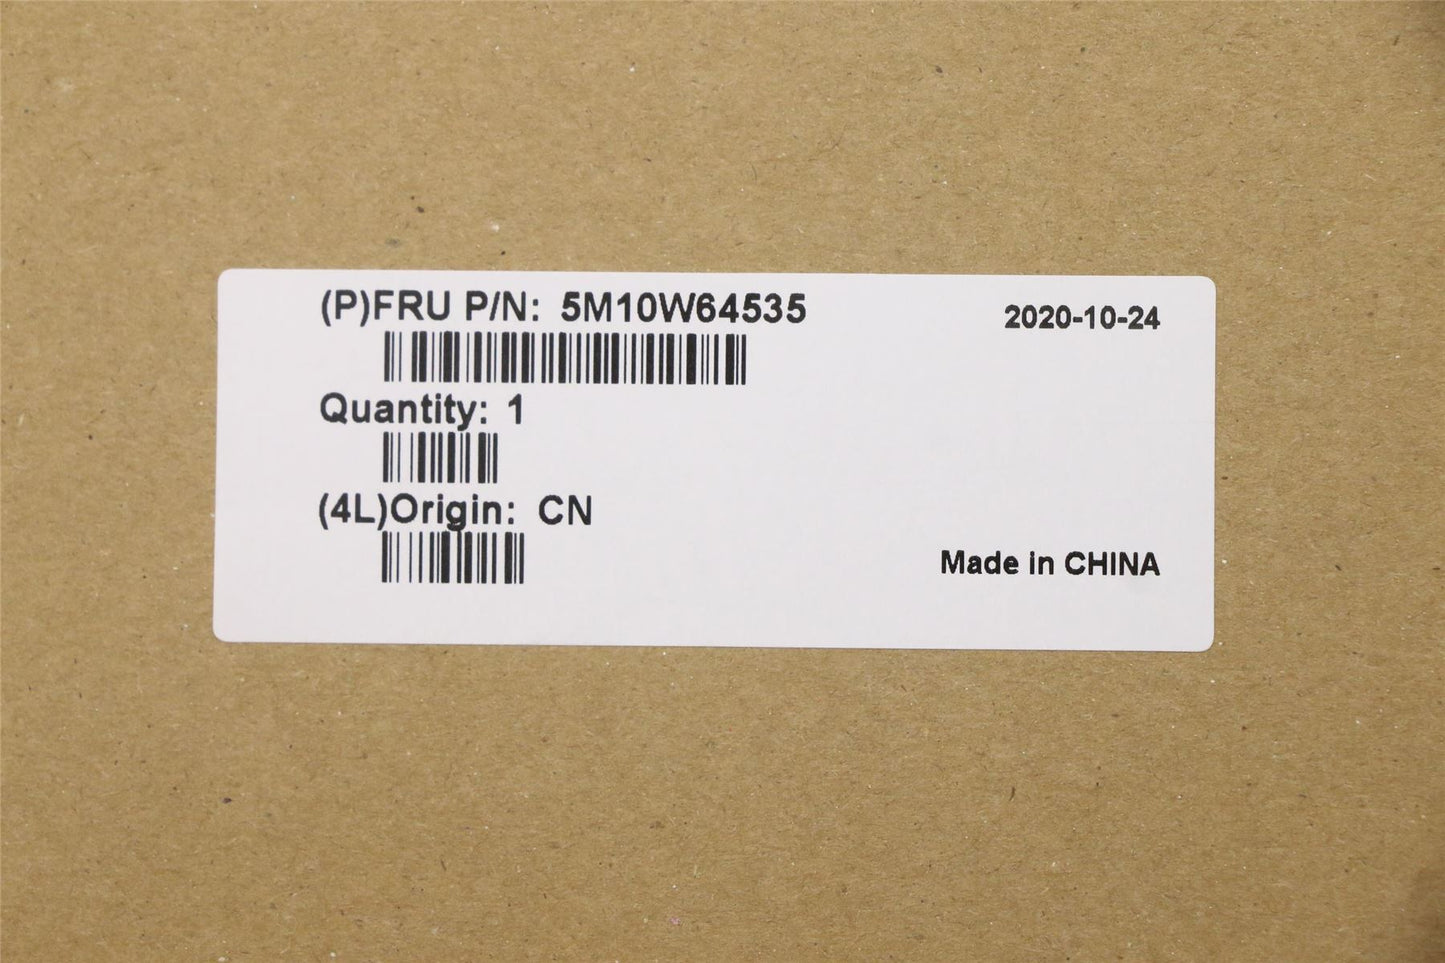 (P)FRU P/N: 5M10W64535
2020-10-24
Quantity: 1
(4L)Origin: CN
Made in CHINA